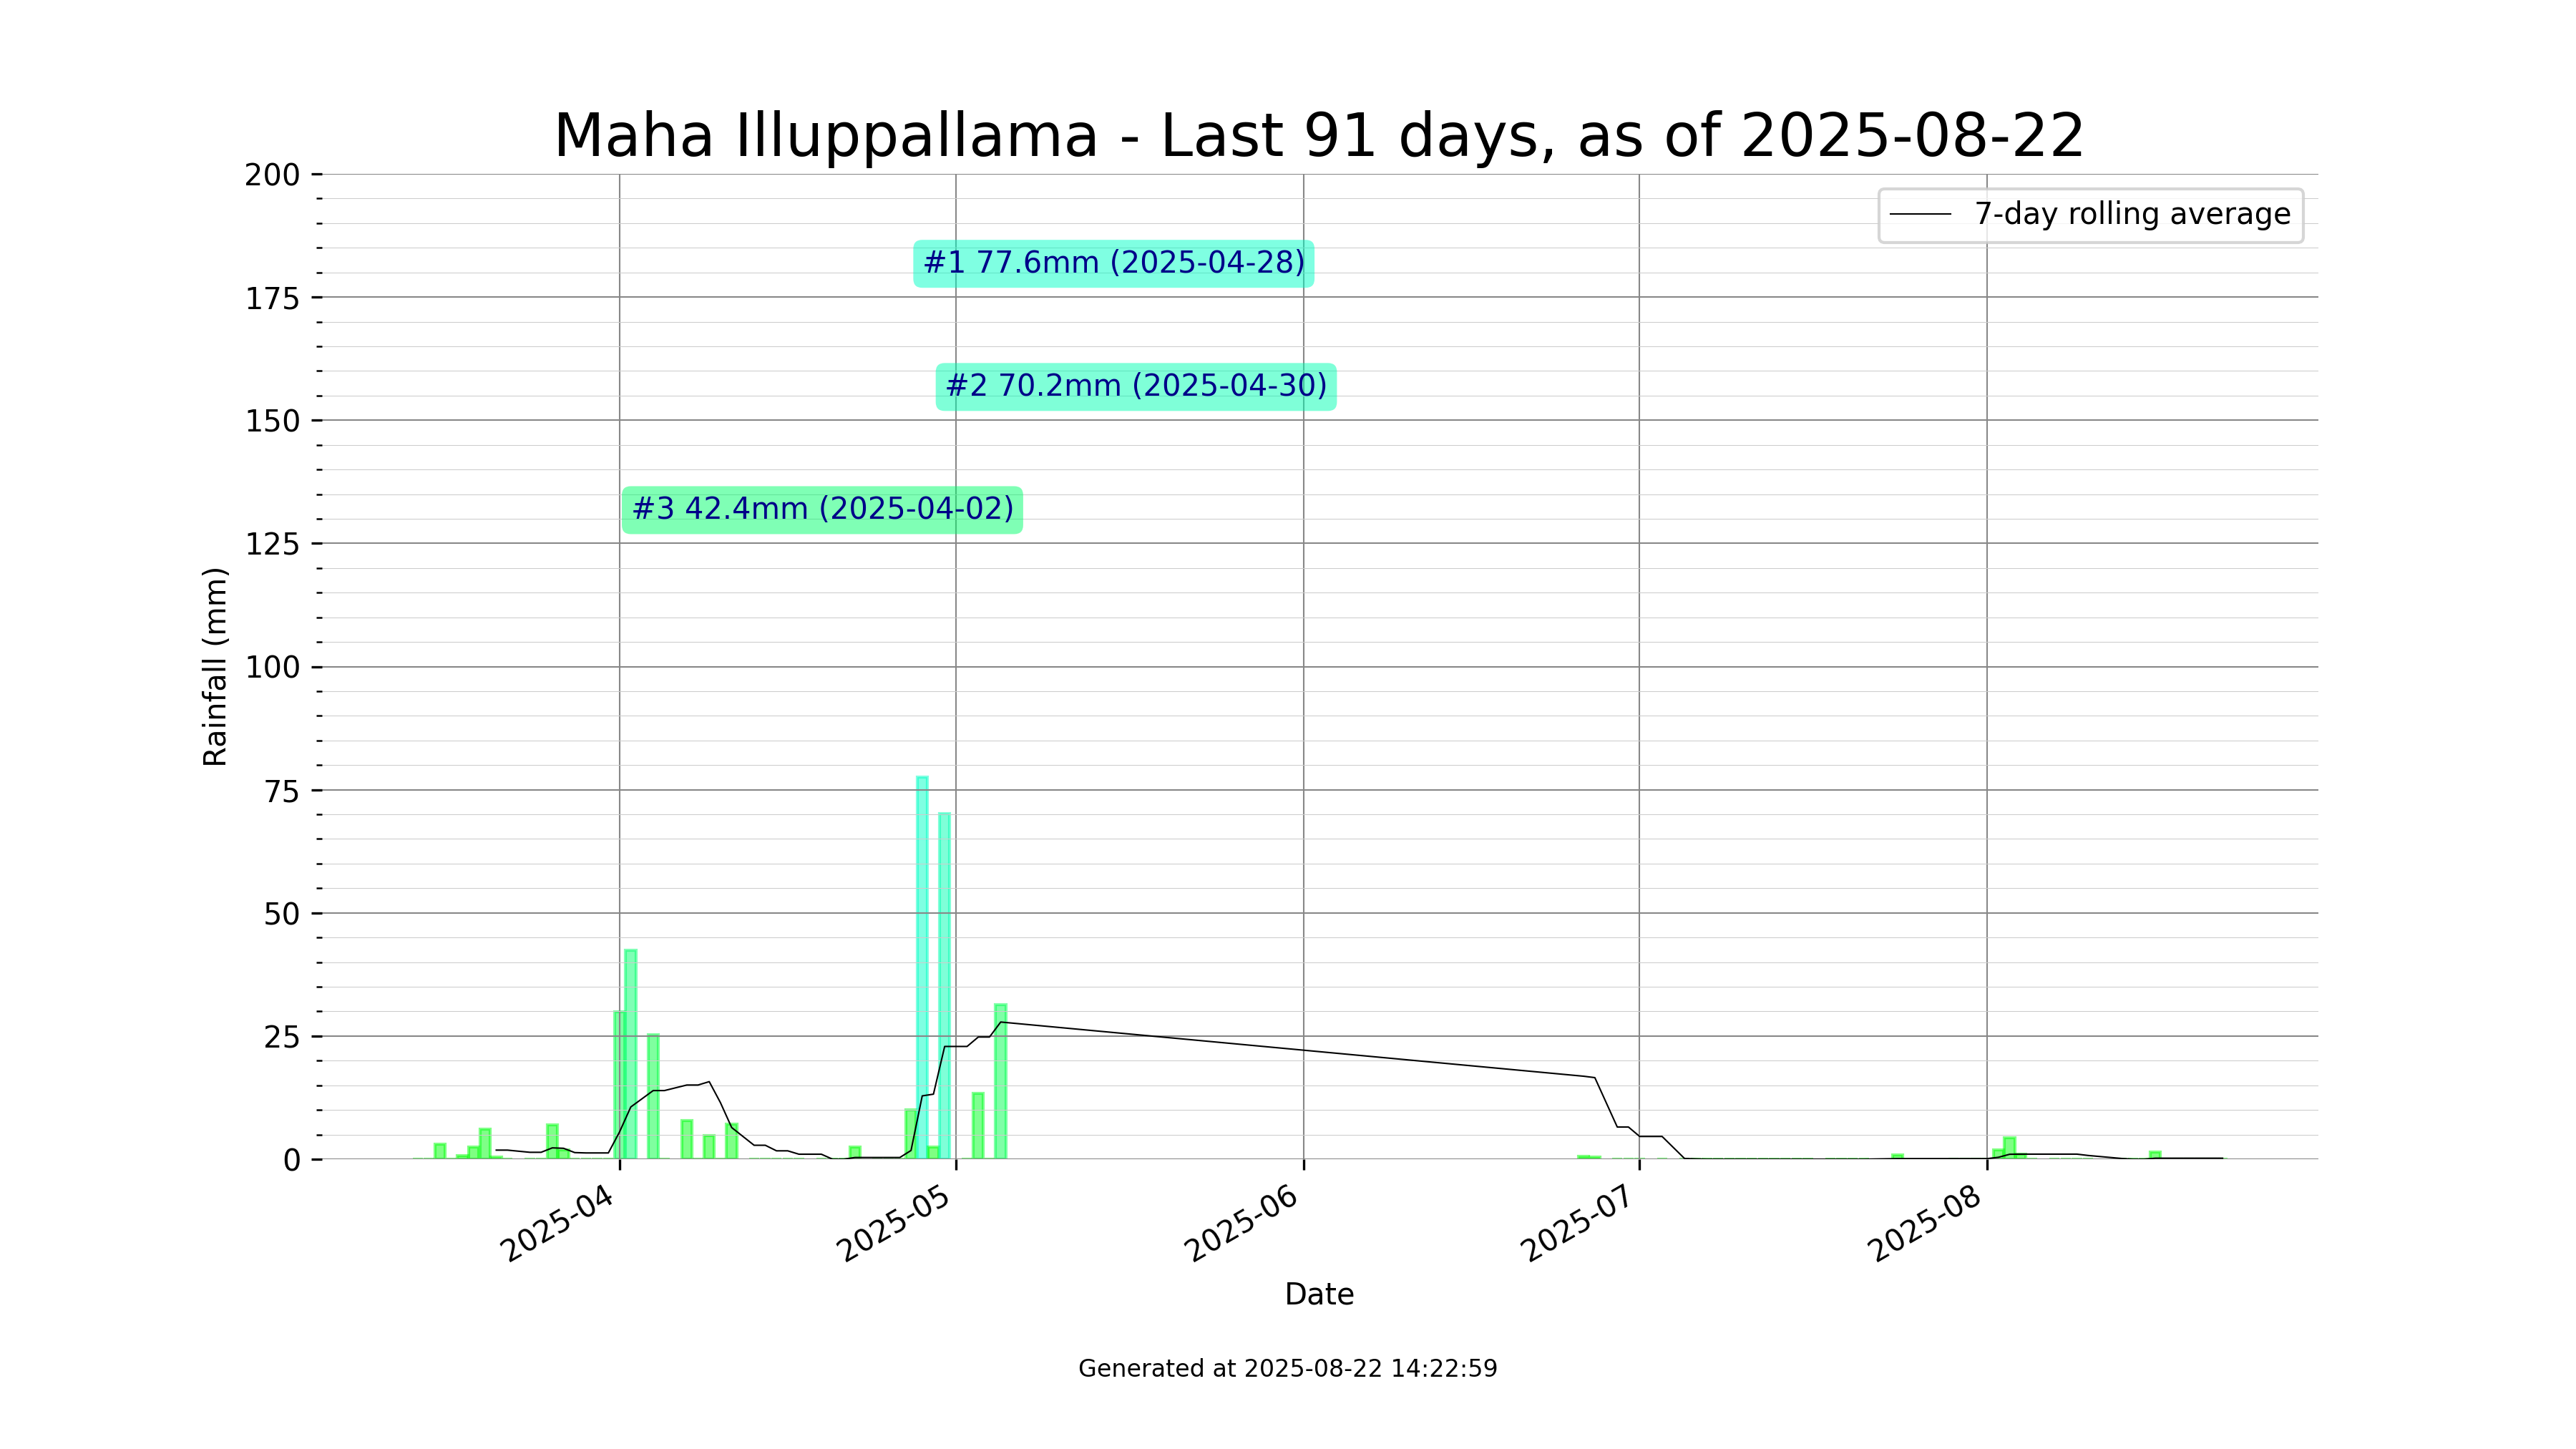 Maha Illuppallama - Last 91 days, as of 2025-08-22
200
175
150
125
100
75
50
25
0
Rainfall (mm)
7-day rolling average
#1 77.6mm (2025-04-28)
#2 70.2mm (2025-04-30)
#3 42.4mm (2025-04-02)
2025-04
2025-05
2025-06
2025-07
2025-08
Date
Generated at 2025-08-22 14:22:59